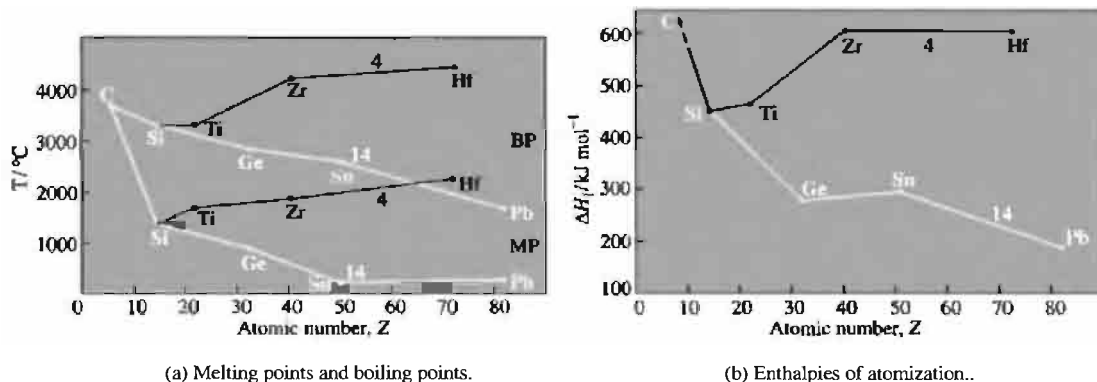 4000
3000
2000
1000
T/°C
C
Si
Ti
Zr
4
Hf
BP
Ge
14
Sn
Pb
Si
Ti
Zr
4
Hf
MP
Ge
Sn
14
Pb
0 10 20 30 40 50 60 70 80
Atomic number, Z
(a) Melting points and boiling points.
600
500
400
300
200
100
ΔHf/kJ mol⁻¹
C
Zr
4
Hf
Si
Ti
Ge
Sn
14
Pb
0 10 20 30 40 50 60 70 80
Atomic number, Z
(b) Enthalpies of atomization..